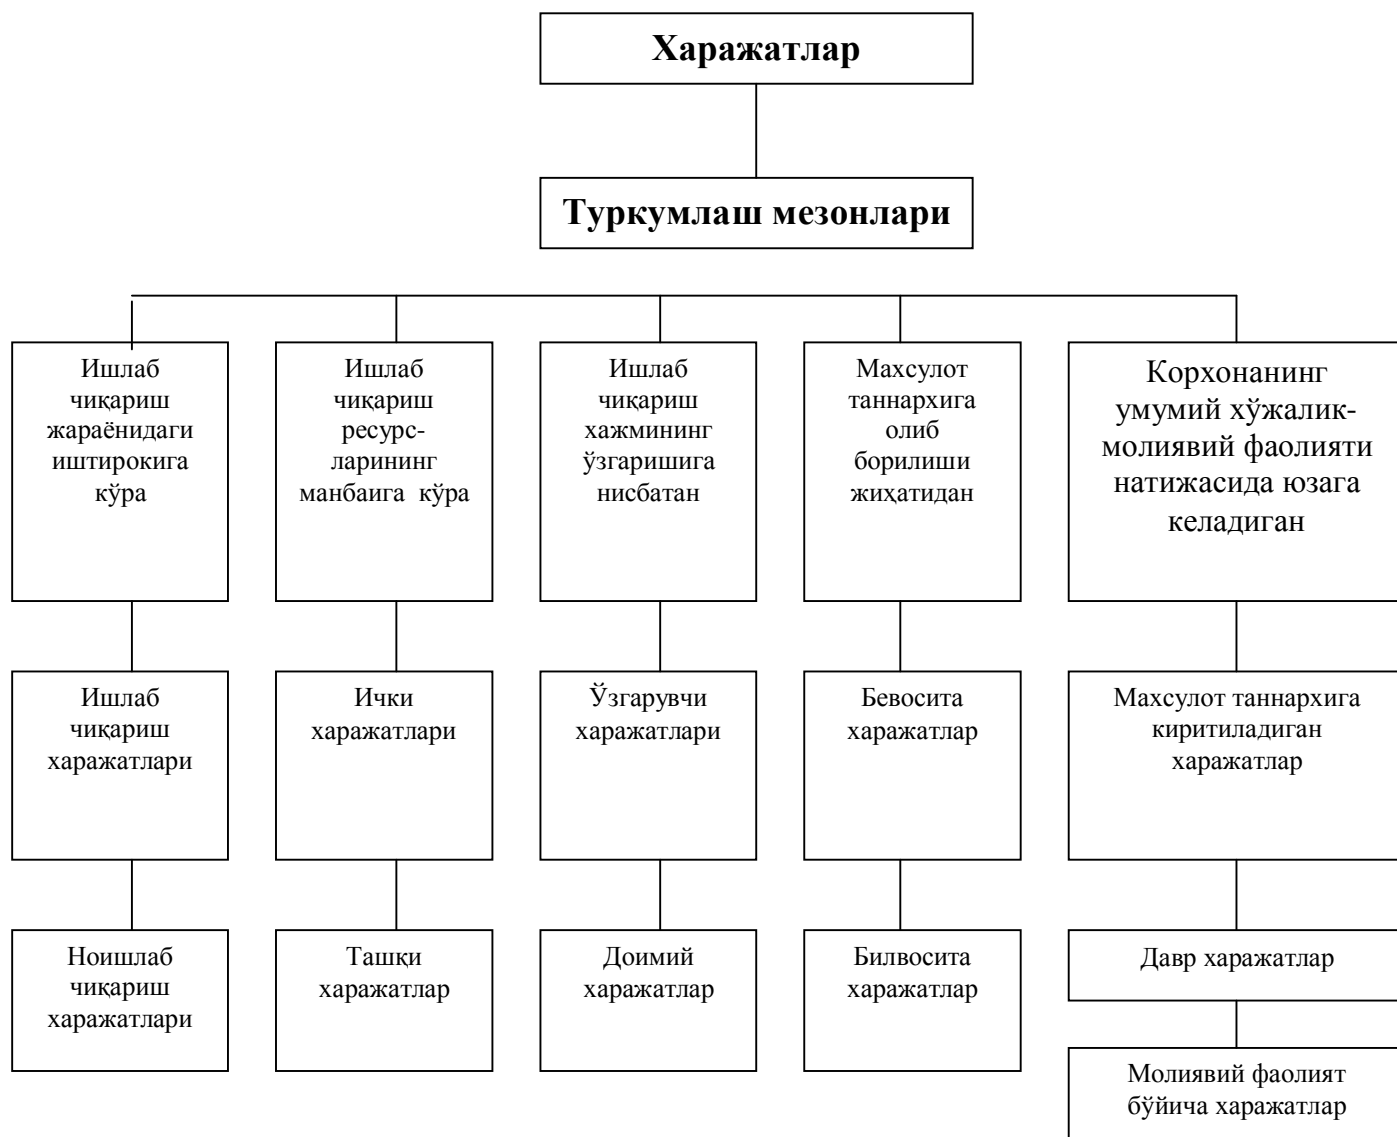 Харажатлар
Туркумлаш мезонлари
Ишлаб
чиқариш
жараёнидаги
иштирокига
кўра
Ишлаб
чиқариш
ресурс-
ларининг
манбаига кўра
Ишлаб
чиқариш
хажмининг
ўзгаришига
нисбатан
Махсулот
таннархига
олиб
борилиши
жиҳатидан
Корхонанинг
умумий хўжалик-
молиявий фаолияти
натижасида юзага
келадиган
Ишлаб
чиқариш
харажатлари
Ички
харажатлари
Ўзгарувчи
харажатлари
Бевосита
харажатлар
Махсулот таннархига
киритиладиган
харажатлар
Ноишлаб
чиқариш
харажатлари
Ташқи
харажатлар
Доимий
харажатлар
Билвосита
харажатлар
Давр харажатлар
Молиявий фаолият
бўйича харажатлар